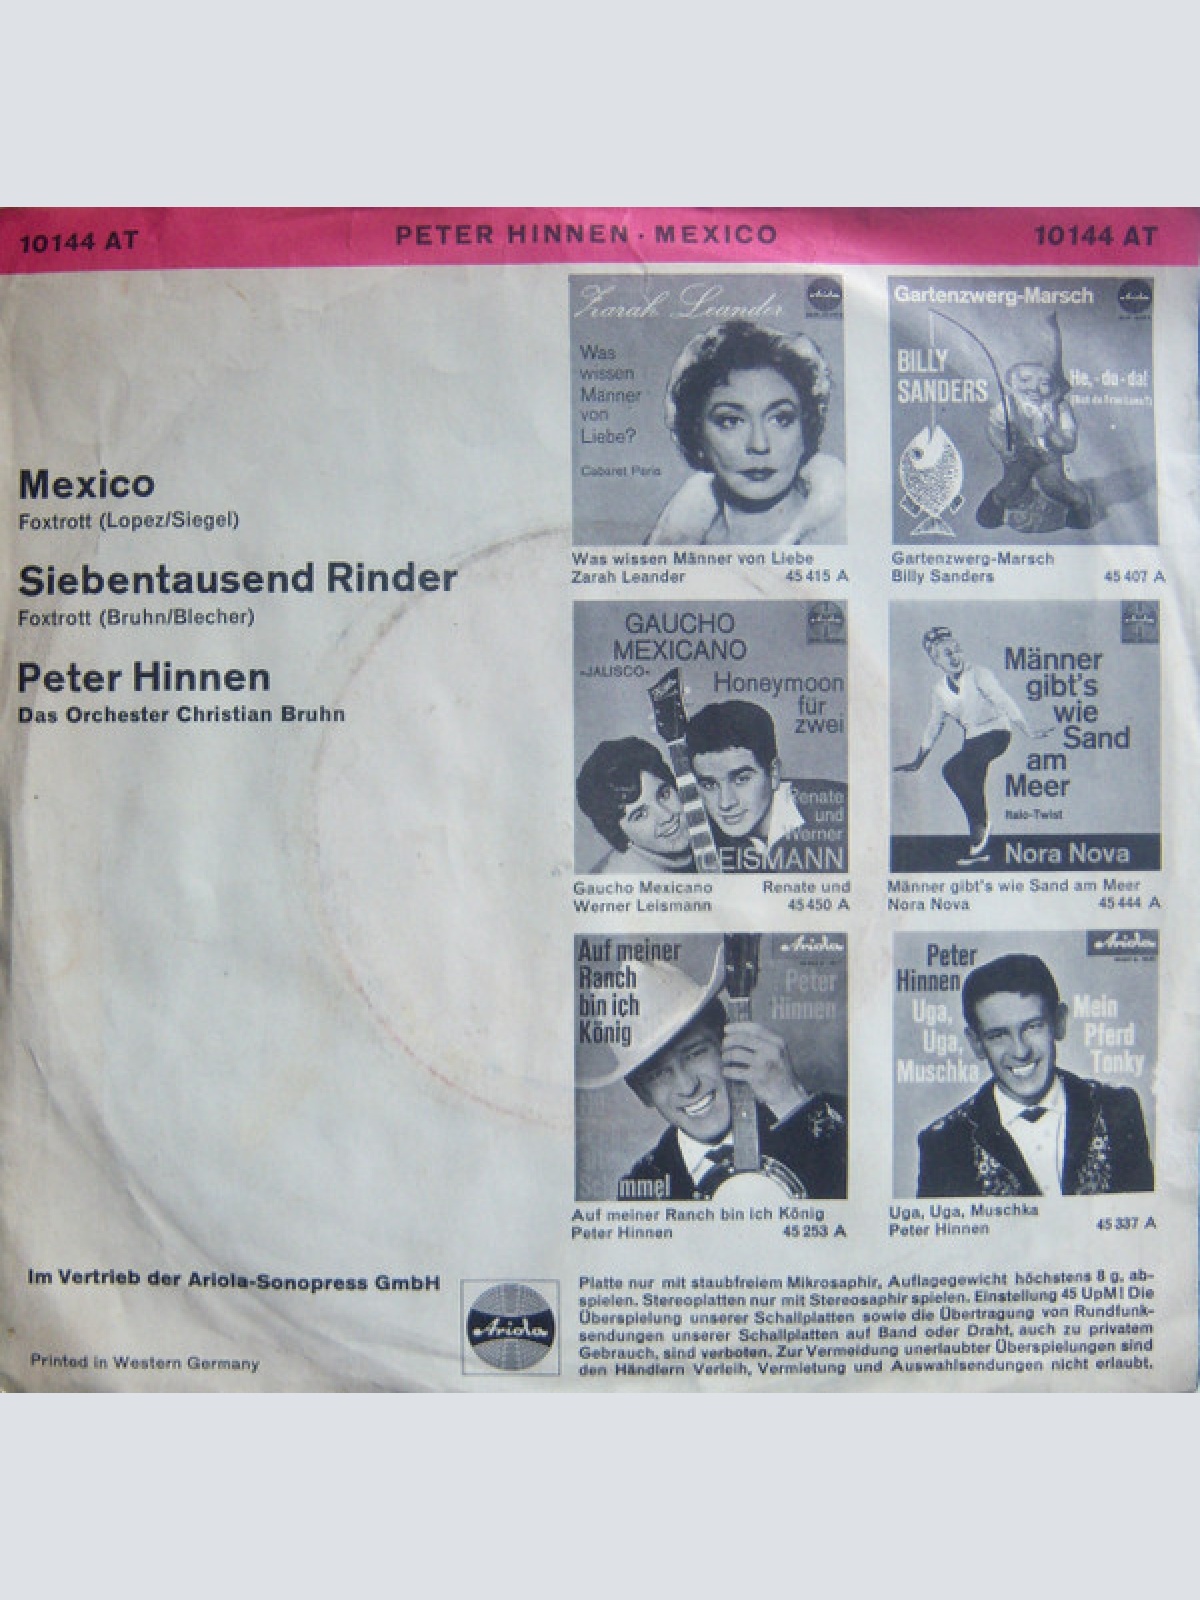 10144 AT PETER HINNEN · MEXICO 10144 AT
Mexico
Foxtrott (Lopez/Siegel)
Siebentausend Rinder
Foxtrott (Bruhn/Blecher)
Peter Hinnen
Das Orchester Christian Bruhn
Zarah Leander
Ariola
Was
wissen
Männer
von
Liebe?
Cabaret Paris
Was wissen Männer von Liebe
Zarah Leander 45 415 A
Gartenzwerg-Marsch
Ariola
BILLY
SANDERS
He,-du-da!
Gartenzwerg-Marsch
Billy Sanders 45 407 A
GAUCHO
MEXICANO
»JALISCO«
Honeymoon
für
zwei
Renate
und
Werner
LEISMANN
Gaucho Mexicano Renate und
Werner Leismann 45 450 A
Männer
gibt's
wie
Sand
am
Meer
Italo-Twist
Nora Nova
Männer gibt's wie Sand am Meer
Nora Nova 45 444 A
Auf meiner
Ranch
bin ich
König
Ariola
Peter
Hinnen
mmel
Auf meiner Ranch bin ich König
Peter Hinnen 45 253 A
Ariola
Peter
Hinnen
Uga,
Uga,
Muschka
Mein
Pferd
Tonky
Uga, Uga, Muschka
Peter Hinnen 45 337 A
Im Vertrieb der Ariola-Sonopress GmbH
Printed in Western Germany
Ariola
Platte nur mit staubfreiem Mikrosaphir, Auflagegewicht höchstens 8 g, ab-
spielen. Stereoplatten nur mit Stereosaphir spielen. Einstellung 45 UpM! Die
Überspielung unserer Schallplatten sowie die Übertragung von Rundfunk-
sendungen unserer Schallplatten auf Band oder Draht, auch zu privatem
Gebrauch, sind verboten. Zur Vermeidung unerlaubter Überspielungen sind
den Händlern Verleih, Vermietung und Auswahlsendungen nicht erlaubt.